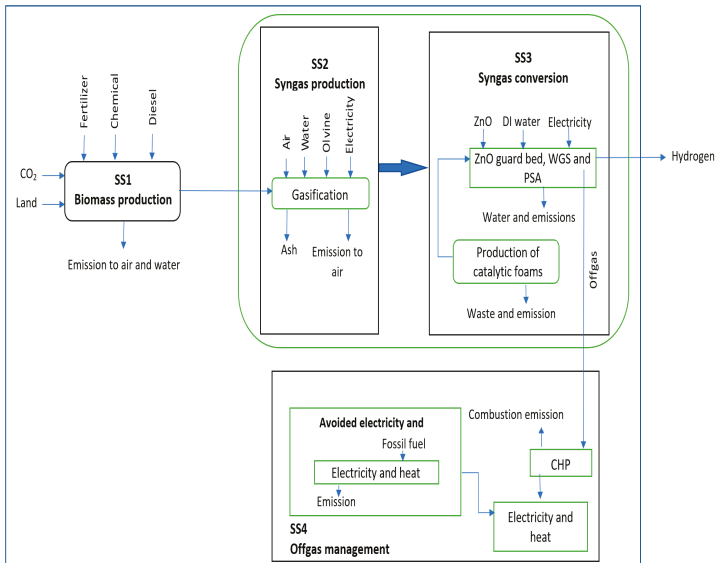 Fertilizer
Chemical
Diesel
CO2
Land
SS1
Biomass production
Emission to air and water
SS2
Syngas production
Air
Water
Olvine
Electricity
Gasification
Ash
Emission to
air
SS3
Syngas conversion
ZnO
DI water
Electricity
ZnO guard bed, WGS and
PSA
Water and emissions
Production of
catalytic foams
Waste and emission
Hydrogen
Offgas
Avoided electricity and
Fossil fuel
Electricity and heat
Emission
SS4
Offgas management
Combustion emission
CHP
Electricity and
heat